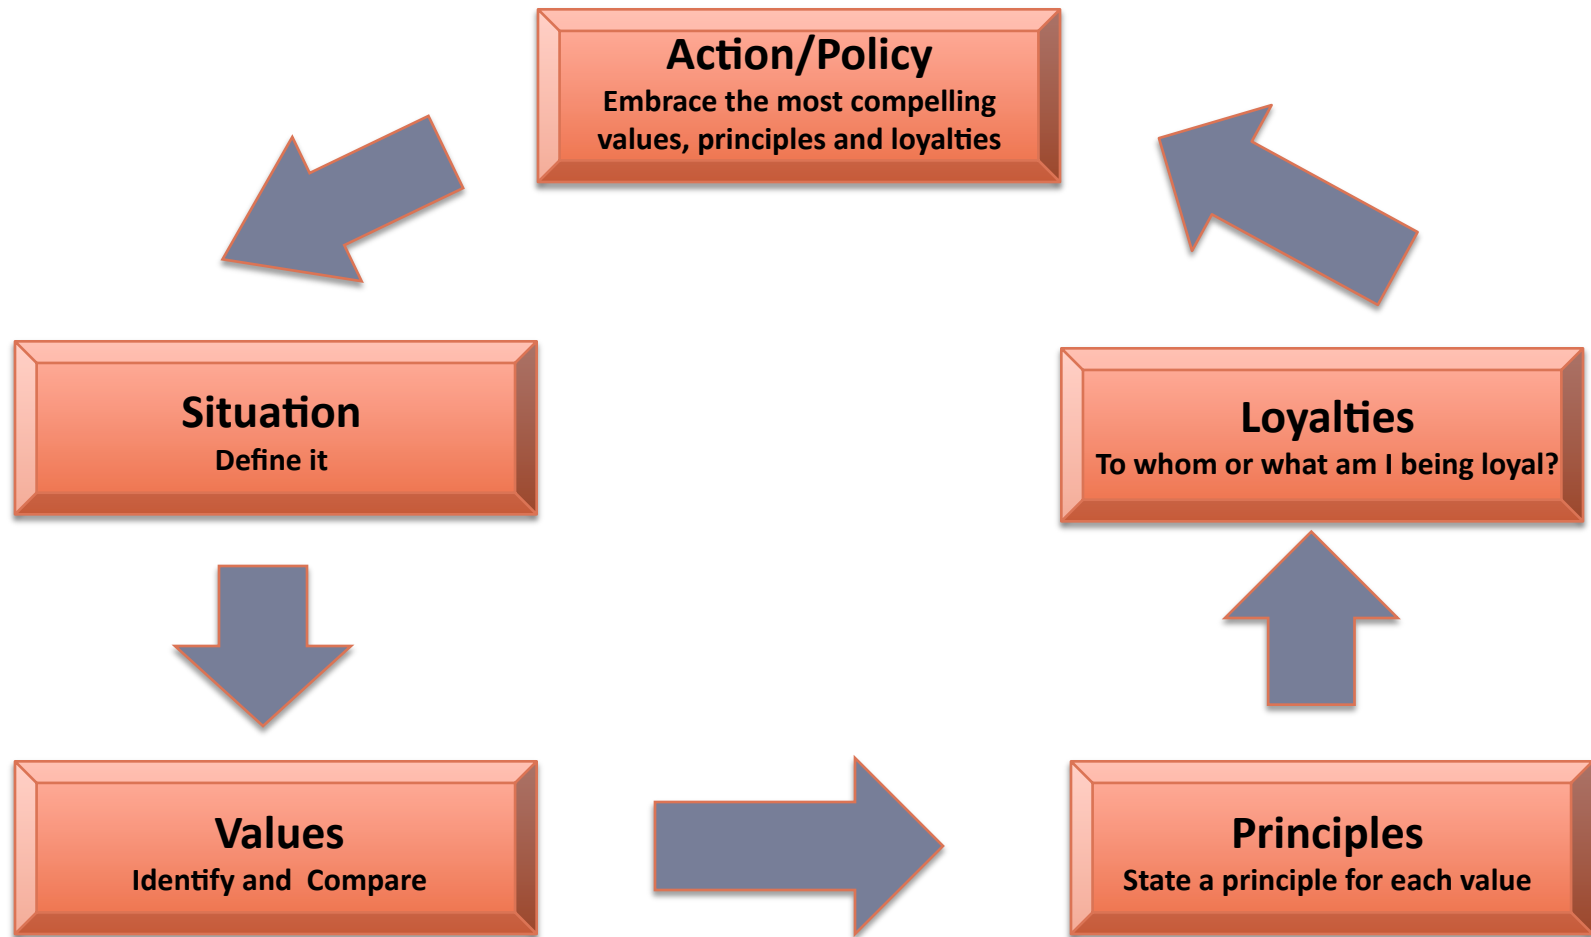 Action/Policy
Embrace the most compelling
values, principles and loyalties
Situation
Define it
Loyalties
To whom or what am I being loyal?
Values
Identify and  Compare
Principles
State a principle for each value